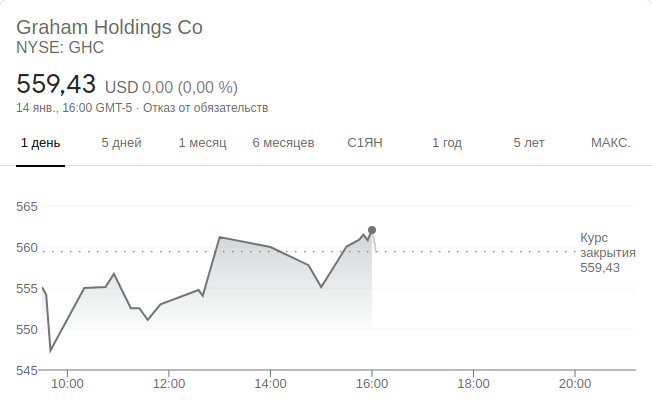 Graham Holdings Co
NYSE: GHC
559,43 USD 0,00 (0,00 %)
14 янв., 16:00 GMT-5 · Отказ от обязательств
1 день 5 дней 1 месяц 6 месяцев С1ЯН 1 год 5 лет МАКС.
565
560
555
550
545
Курс
закрытия
559,43
10:00 12:00 14:00 16:00 18:00 20:00